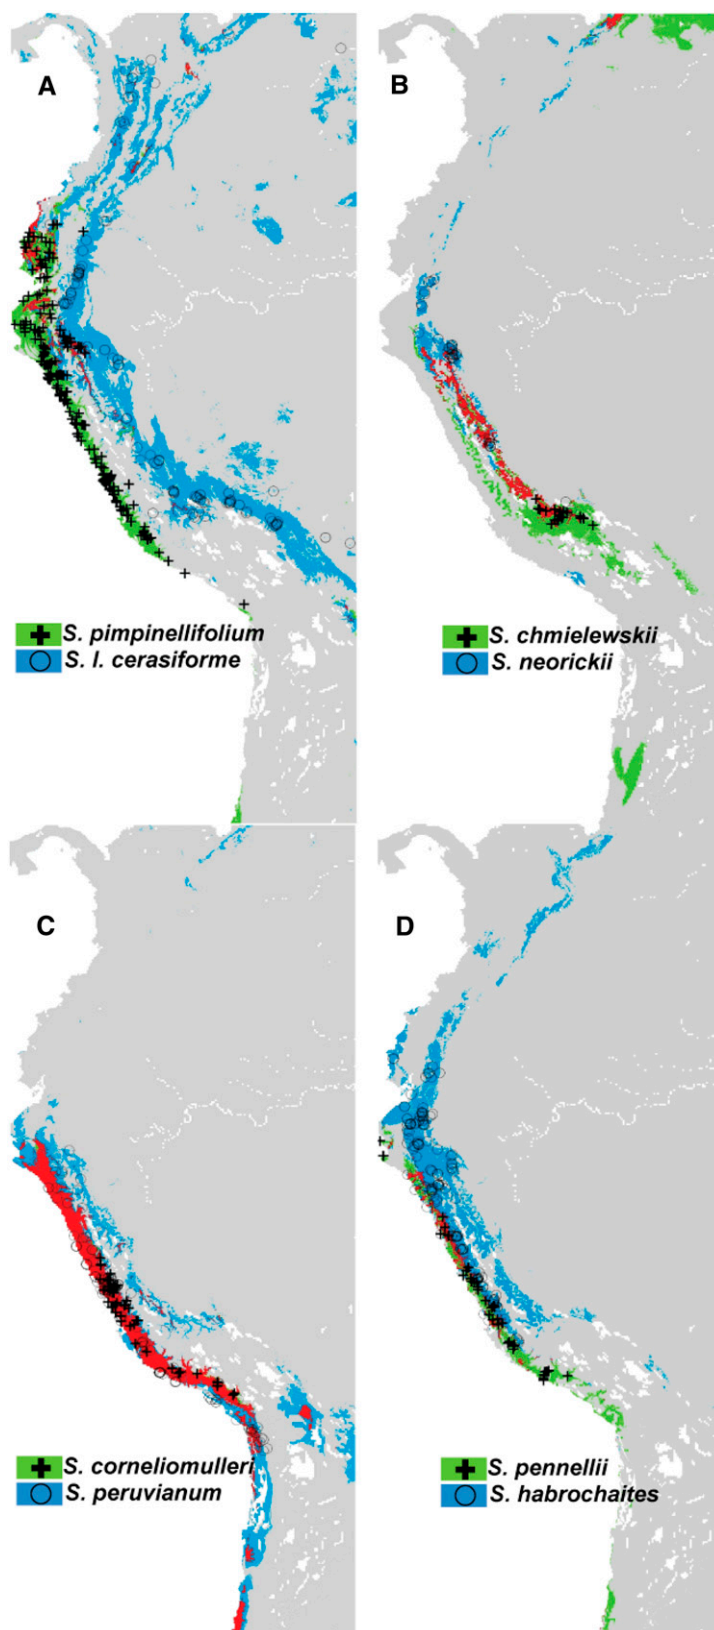 A
B
S. pimpinellifolium
S. l. cerasiforme
S. chmielewskii
S. neorickii
C
D
S. corneliomulleri
S. peruvianum
S. pennellii
S. habrochaites